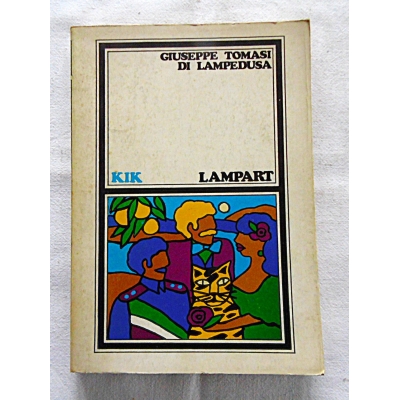 GIUSEPPE TOMASI
DI LAMPEDUSA
KIK LAMPART